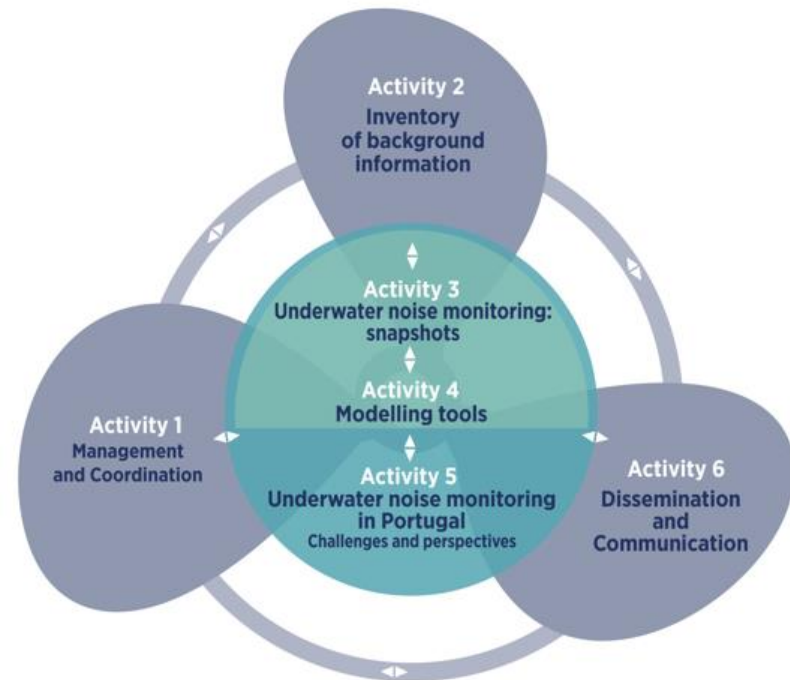 Activity 2
Inventory
of background
information
Activity 3
Underwater noise monitoring:
snapshots
Activity 4
Modelling tools
Activity 1
Management
and Coordination
Activity 5
Underwater noise monitoring
in Portugal
Challenges and perspectives
Activity 6
Dissemination
and
Communication